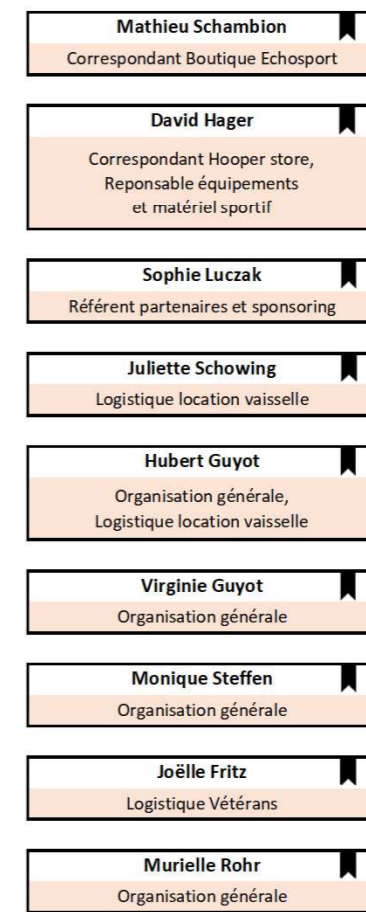 Mathieu Schambion
Correspondant Boutique Echosport
David Hager
Correspondant Hooper store,
Reponsable équipements
et matériel sportif
Sophie Luczak
Référent partenaires et sponsoring
Juliette Schowing
Logistique location vaisselle
Hubert Guyot
Organisation générale,
Logistique location vaisselle
Virginie Guyot
Organisation générale
Monique Steffen
Organisation générale
Joëlle Fritz
Logistique Vétérans
Murielle Rohr
Organisation générale